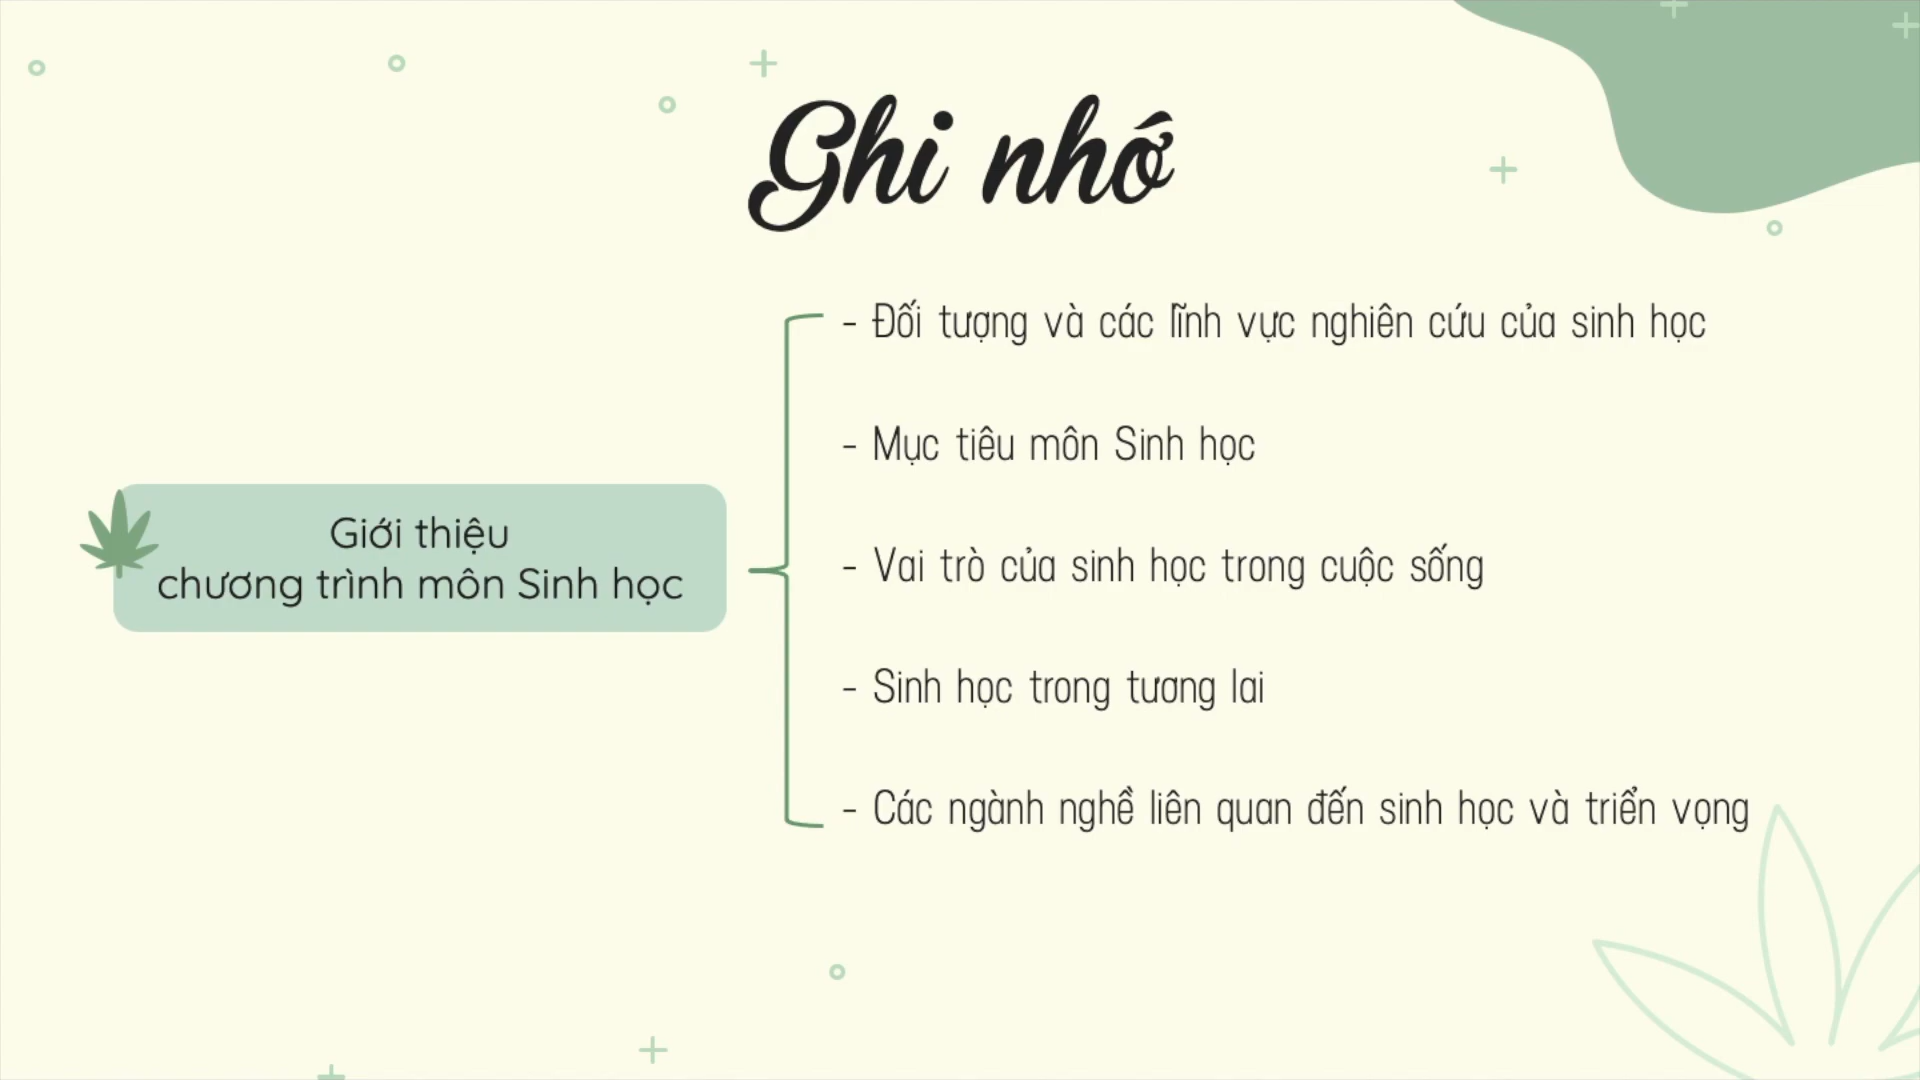 Ghi nhớ
Giới thiệu
chương trình môn Sinh học
- Đối tượng và các lĩnh vực nghiên cứu của sinh học
- Mục tiêu môn Sinh học
- Vai trò của sinh học trong cuộc sống
- Sinh học trong tương lai
- Các ngành nghề liên quan đến sinh học và triển vọng